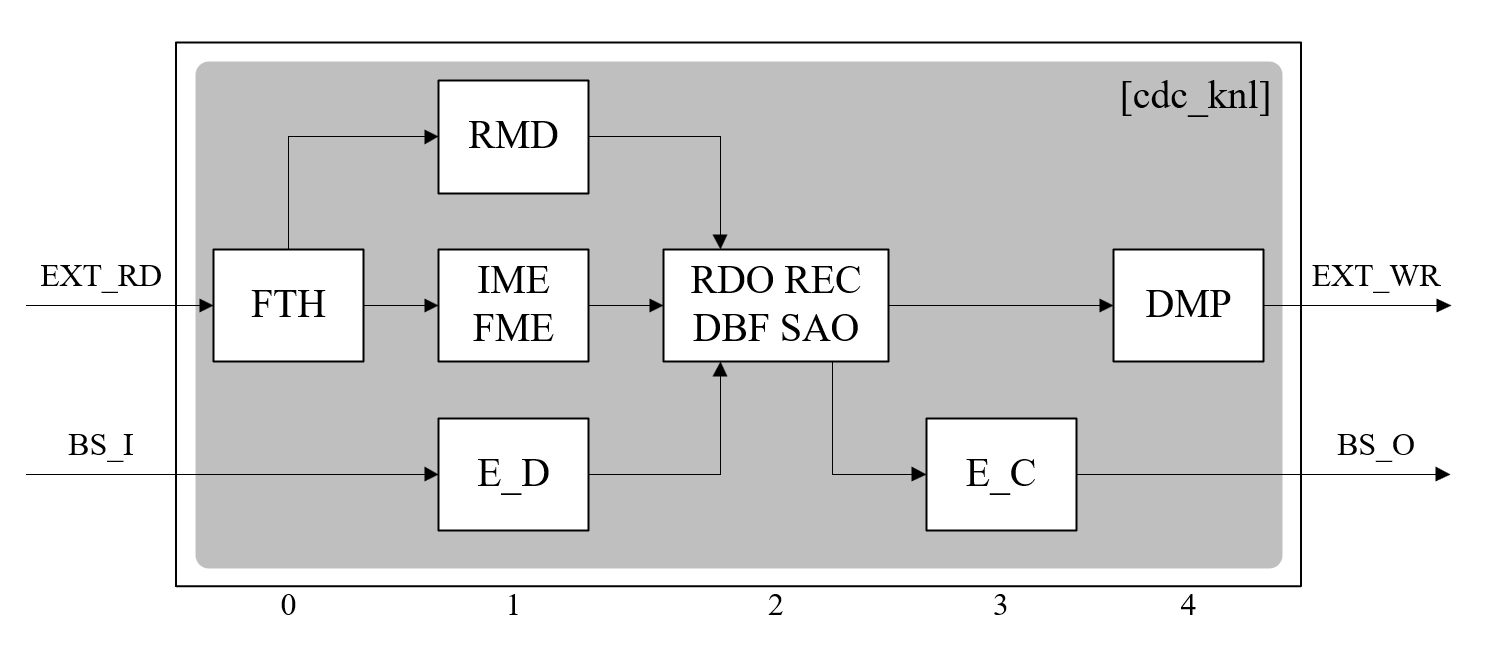 [cdc_knl]
RMD
EXT_RD
FTH
IME
FME
RDO REC
DBF SAO
DMP
EXT_WR
BS_I
E_D
E_C
BS_O
0
1
2
3
4